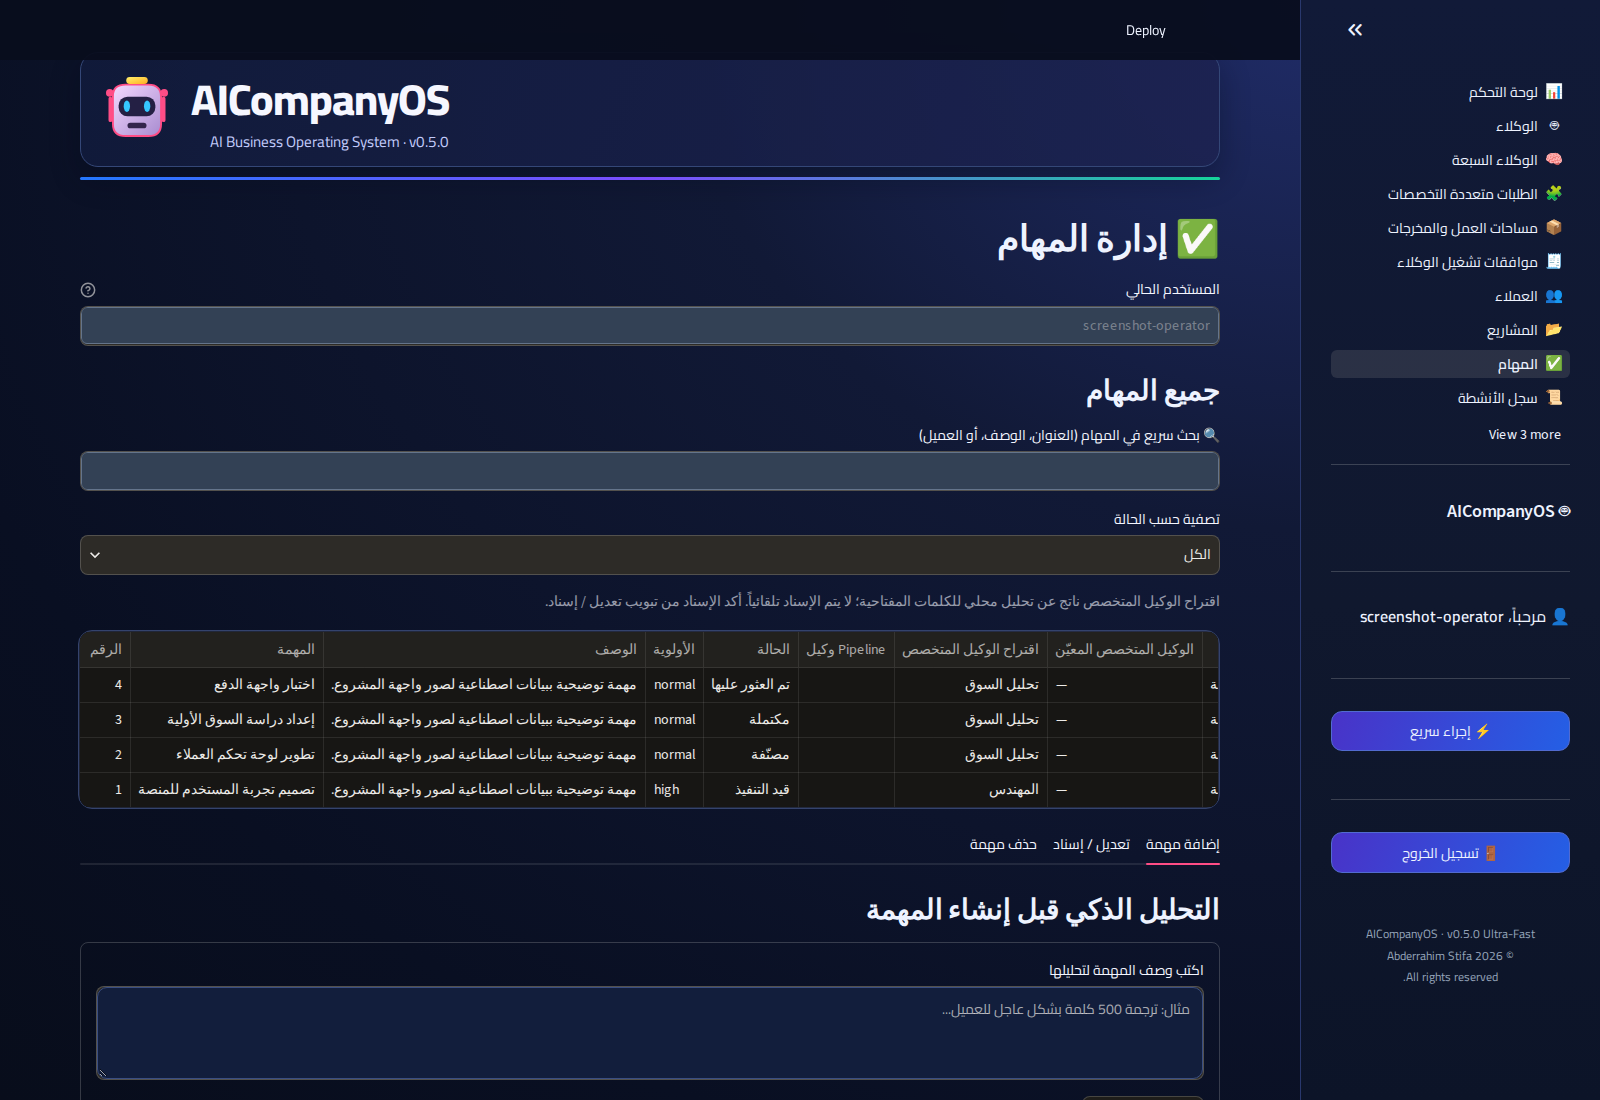 Deploy
AICompanyOS
AI Business Operating System · v0.5.0
لوحة التحكم
الوكلاء
الوكلاء السبعة
الطلبات متعددة التخصصات
مساحات العمل والمخرجات
موافقات تشغيل الوكلاء
العملاء
المشاريع
المهام
سجل الأنشطة
View 3 more
AICompanyOS
مرحباً، screenshot-operator
إجراء سريع
تسجيل الخروج
AICompanyOS · v0.5.0 Ultra-Fast
Abderrahim Stifa 2026 ©
.All rights reserved
إدارة المهام
المستخدم الحالي
screenshot-operator
جميع المهام
بحث سريع في المهام (العنوان، الوصف، أو العميل)
تصفية حسب الحالة
الكل
اقتراح الوكيل المتخصص ناتج عن تحليل محلي للكلمات المفتاحية؛ لا يتم الإسناد تلقائياً. أكد الإسناد من تبويب تعديل / إسناد.
الرقم المهمة الوصف الأولوية الحالة وكيل Pipeline اقتراح الوكيل المتخصص الوكيل المتخصص المعيّن
4 اختبار واجهة الدفع مهمة توضيحية ببيانات اصطناعية لصور واجهة المشروع. normal تم العثور عليها تحليل السوق — ة
3 إعداد دراسة السوق الأولية مهمة توضيحية ببيانات اصطناعية لصور واجهة المشروع. normal مكتملة تحليل السوق — ة
2 تطوير لوحة تحكم العملاء مهمة توضيحية ببيانات اصطناعية لصور واجهة المشروع. normal مصنّفة تحليل السوق — ة
1 تصميم تجربة المستخدم للمنصة مهمة توضيحية ببيانات اصطناعية لصور واجهة المشروع. high قيد التنفيذ المهندس — ة
إضافة مهمة تعديل / إسناد حذف مهمة
التحليل الذكي قبل إنشاء المهمة
اكتب وصف المهمة لتحليلها
مثال: ترجمة 500 كلمة بشكل عاجل للعميل...